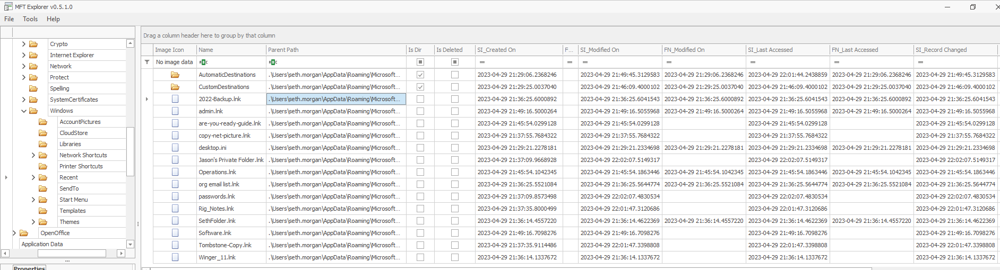 MFT Explorer v0.5.1.0
File Tools Help
Crypto
Internet Explorer
Network
Protect
Spelling
SystemCertificates
Windows
AccountPictures
CloudStore
Libraries
Network Shortcuts
Printer Shortcuts
Recent
SendTo
Start Menu
Templates
Themes
OpenOffice
Application Data
Properties
Drag a column header here to group by that column
Image Icon Name Parent Path Is Dir Is Deleted SI_Created On F... SI_Modified On FN_Modified On SI_Last Accessed FN_Last Accessed SI_Record Changed
No image data ABC ABC = = = = = = =
AutomaticDestinations .\Users\seth.morgan\AppData\Roaming\Microsoft... 2023-04-29 21:29:06.2368246 2023-04-29 21:49:45.3129583 2023-04-29 21:29:06.2368246 2023-04-29 22:01:44.2438859 2023-04-29 21:29:06.2368246 2023-04-29 21:49:45.3129583
CustomDestinations .\Users\seth.morgan\AppData\Roaming\Microsoft... 2023-04-29 21:29:25.0037040 2023-04-29 21:46:09.4000102 2023-04-29 21:29:25.0037040 2023-04-29 21:46:09.4000102 2023-04-29 21:29:25.0037040 2023-04-29 21:46:09.4000102
2022-Backup.lnk .\Users\seth.morgan\AppData\Roaming\Microsoft... 2023-04-29 21:36:25.6000892 2023-04-29 21:36:25.6041543 2023-04-29 21:36:25.6000892 2023-04-29 21:36:25.6041543 2023-04-29 21:36:25.6000892 2023-04-29 21:36:25.6041543
admin.lnk .\Users\seth.morgan\AppData\Roaming\Microsoft... 2023-04-29 21:49:16.5000264 2023-04-29 21:49:16.5055968 2023-04-29 21:49:16.5000264 2023-04-29 21:49:16.5055968 2023-04-29 21:49:16.5000264 2023-04-29 21:49:16.5055968
are-you-ready-guide.lnk .\Users\seth.morgan\AppData\Roaming\Microsoft... 2023-04-29 21:45:54.0299128 2023-04-29 21:45:54.0299128 2023-04-29 21:45:54.0299128 2023-04-29 21:45:54.0299128
copy-net-picture.lnk .\Users\seth.morgan\AppData\Roaming\Microsoft... 2023-04-29 21:37:55.7684322 2023-04-29 21:37:55.7684322 2023-04-29 21:37:55.7684322 2023-04-29 21:37:55.7684322
desktop.ini .\Users\seth.morgan\AppData\Roaming\Microsoft... 2023-04-29 21:29:21.2278181 2023-04-29 21:29:21.2334698 2023-04-29 21:29:21.2278181 2023-04-29 21:29:21.2334698 2023-04-29 21:29:21.2278181 2023-04-29 21:29:21.2334698
Jason's Private Folder.lnk .\Users\seth.morgan\AppData\Roaming\Microsoft... 2023-04-29 21:37:09.9668928 2023-04-29 22:02:07.5149317 2023-04-29 22:02:07.5149317 2023-04-29 22:02:07.5149317
Operations.lnk .\Users\seth.morgan\AppData\Roaming\Microsoft... 2023-04-29 21:45:54.1042345 2023-04-29 21:45:54.1863446 2023-04-29 21:45:54.1042345 2023-04-29 21:45:54.1863446 2023-04-29 21:45:54.1042345 2023-04-29 21:45:54.1863446
org email list.lnk .\Users\seth.morgan\AppData\Roaming\Microsoft... 2023-04-29 21:36:25.5521084 2023-04-29 21:36:25.5644774 2023-04-29 21:36:25.5521084 2023-04-29 21:36:25.5644774 2023-04-29 21:36:25.5521084 2023-04-29 21:36:25.5644774
passwords.lnk .\Users\seth.morgan\AppData\Roaming\Microsoft... 2023-04-29 21:37:09.8573498 2023-04-29 22:02:07.4830534 2023-04-29 22:02:07.4830534 2023-04-29 22:02:07.4830534
Rig_Notes.lnk .\Users\seth.morgan\AppData\Roaming\Microsoft... 2023-04-29 21:37:35.8000499 2023-04-29 22:01:47.3120686 2023-04-29 22:01:47.3120686 2023-04-29 22:01:47.3120686
SethFolder.lnk .\Users\seth.morgan\AppData\Roaming\Microsoft... 2023-04-29 21:36:14.4557220 2023-04-29 21:36:14.4622369 2023-04-29 21:36:14.4557220 2023-04-29 21:36:14.4622369 2023-04-29 21:36:14.4557220 2023-04-29 21:36:14.4622369
Software.lnk .\Users\seth.morgan\AppData\Roaming\Microsoft... 2023-04-29 21:49:16.7098276 2023-04-29 21:49:16.7098276 2023-04-29 21:49:16.7098276 2023-04-29 21:49:16.7098276
Tombstone-Copy.lnk .\Users\seth.morgan\AppData\Roaming\Microsoft... 2023-04-29 21:37:35.9114486 2023-04-29 22:01:47.3398808 2023-04-29 22:01:47.3398808 2023-04-29 22:01:47.3398808
Winger_11.lnk .\Users\seth.morgan\AppData\Roaming\Microsoft... 2023-04-29 21:36:14.1337672 2023-04-29 21:36:14.1337672 2023-04-29 21:36:14.1337672 2023-04-29 21:36:14.1337672